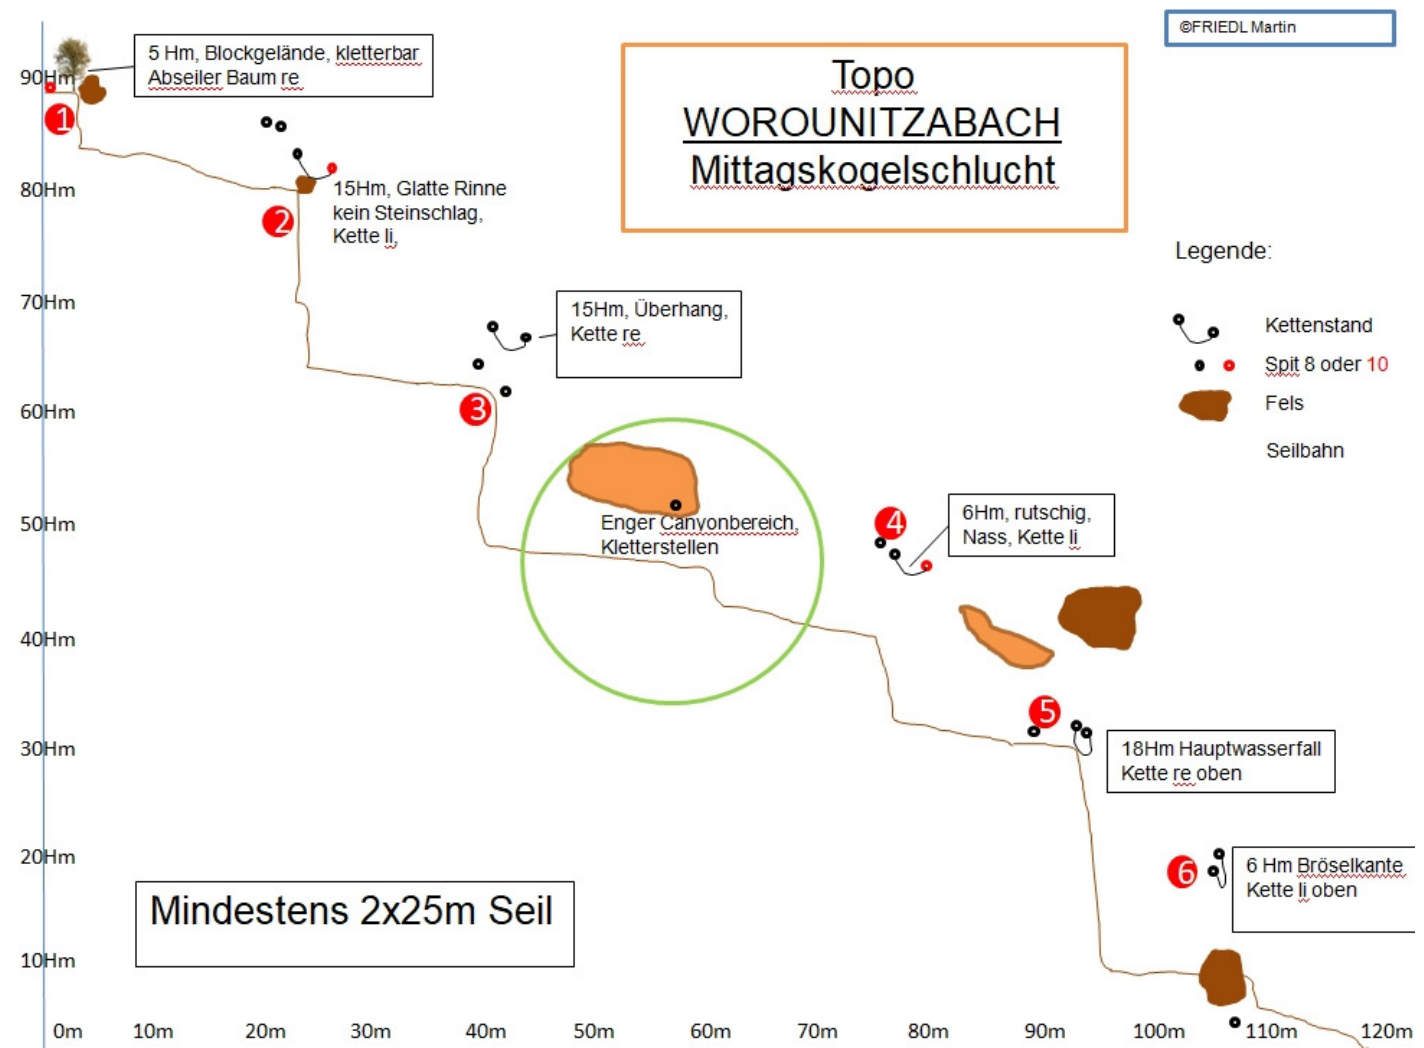 ©FRIEDL Martin
Topo
WOROUNITZABACH
Mittagskogelschlucht
5 Hm, Blockgelände, kletterbar
Abseiler Baum re
90Hm
1
80Hm
15Hm, Glatte Rinne
kein Steinschlag,
Kette li,
2
Legende:
Kettenstand
Spit 8 oder 10
Fels
Seilbahn
70Hm
15Hm, Überhang,
Kette re
60Hm
3
50Hm
Enger Canyonbereich,
Kletterstellen
4
6Hm, rutschig,
Nass, Kette li
40Hm
5
30Hm
18Hm Hauptwasserfall
Kette re oben
20Hm
6
6 Hm Bröselkante
Kette li oben
Mindestens 2x25m Seil
10Hm
0m 10m 20m 30m 40m 50m 60m 70m 80m 90m 100m 110m 120m